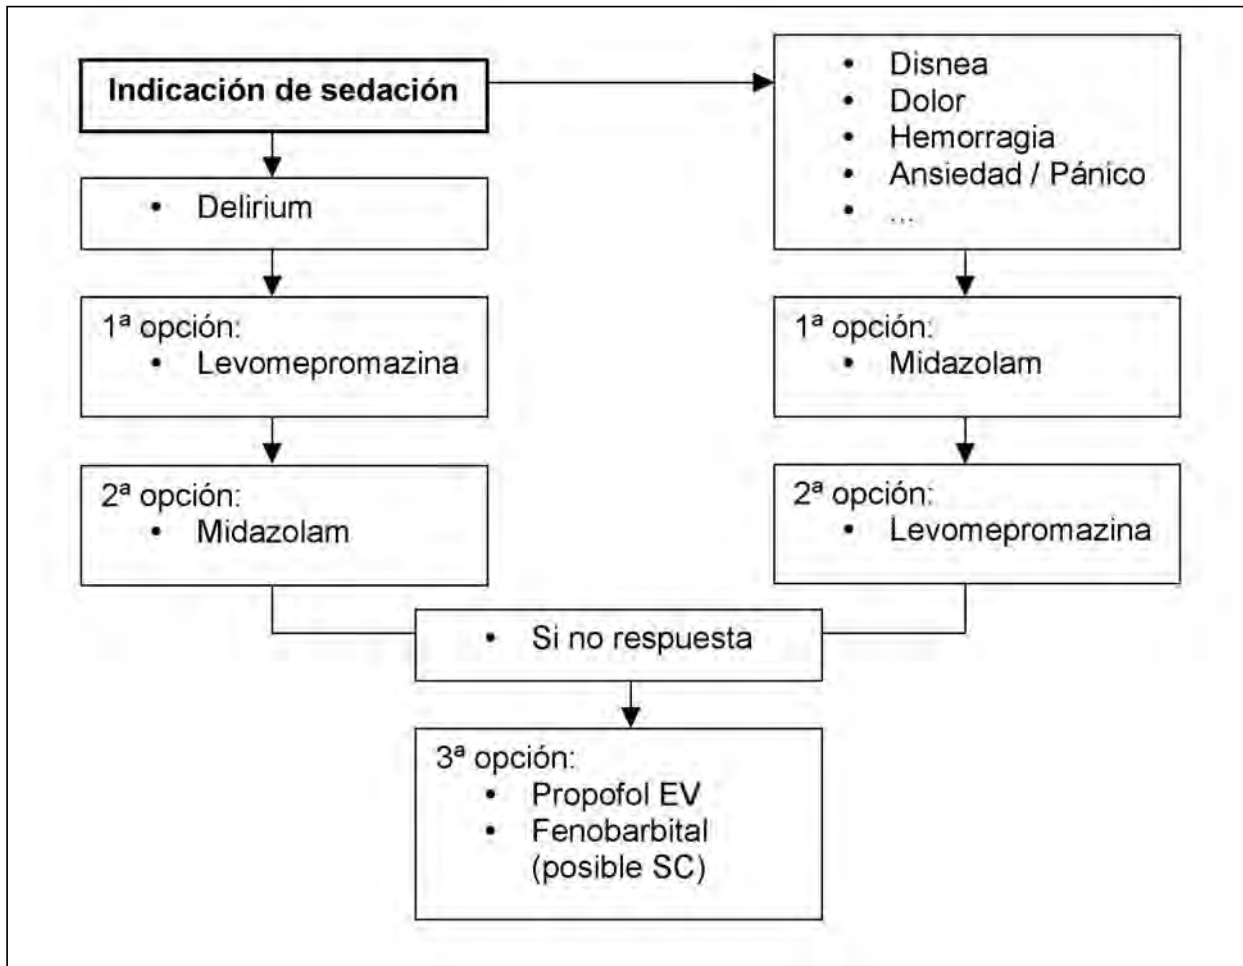 Indicación de sedación
• Delirium
1ª opción:
• Levomepromazina
2ª opción:
• Midazolam
• Disnea
• Dolor
• Hemorragia
• Ansiedad / Pánico
• ...
1ª opción:
• Midazolam
2ª opción:
• Levomepromazina
• Si no respuesta
3ª opción:
• Propofol EV
• Fenobarbital
(posible SC)